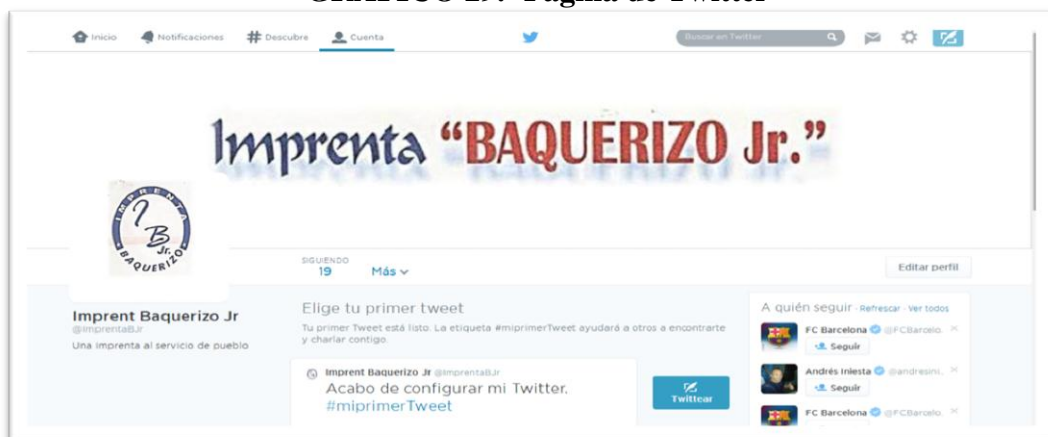 Inicio Notificaciones # Descubre Cuenta Buscar en Twitter
Imprenta “BAQUERIZO Jr.”
IMPRENTA
IB
Jr.
BAQUERIZO
SIGUIENDO
19
Más
Editar perfil
Imprent Baquerizo Jr
@ImprentaBJr
Una imprenta al servicio de pueblo
Elige tu primer tweet
Tu primer Tweet está listo. La etiqueta #miprimerTweet ayudará a otros a encontrarte
y charlar contigo.
Imprent Baquerizo Jr @ImprentaBJr
Acabo de configurar mi Twitter.
#miprimerTweet
Twittear
A quién seguir · Refrescar · Ver todos
FC Barcelona @FCBarcelo...
Seguir
Andrés Iniesta @andresini...
Seguir
FC Barcelona @FCBarcelo...